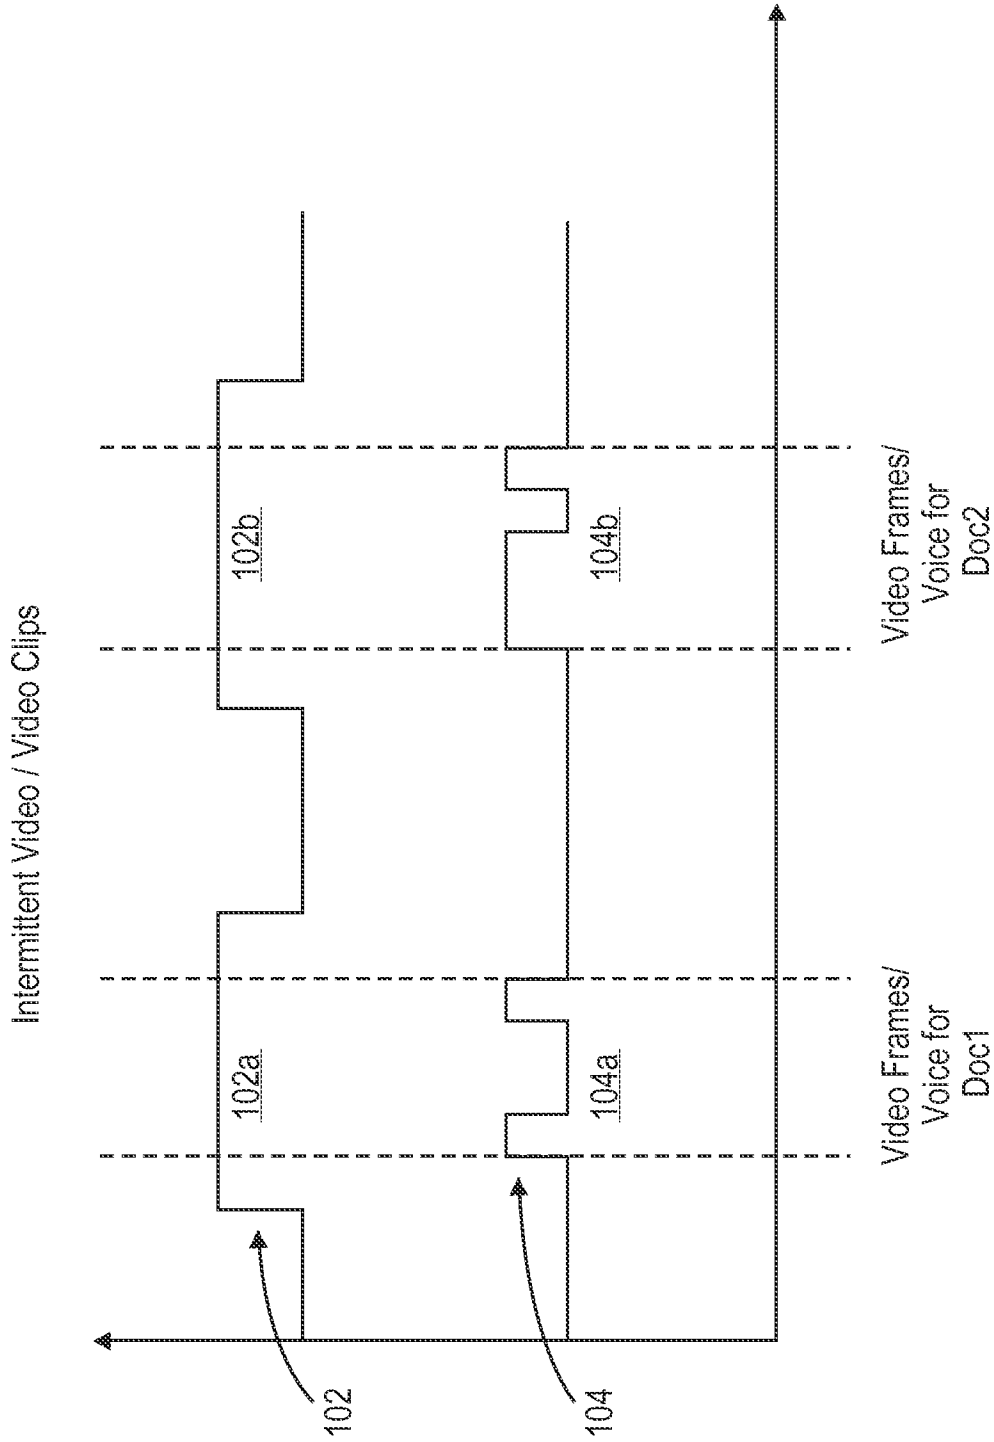 Intermittent Video / Video Clips
102
102a
102b
104
104a
104b
Video Frames/
Voice for
Doc1
Video Frames/
Voice for
Doc2